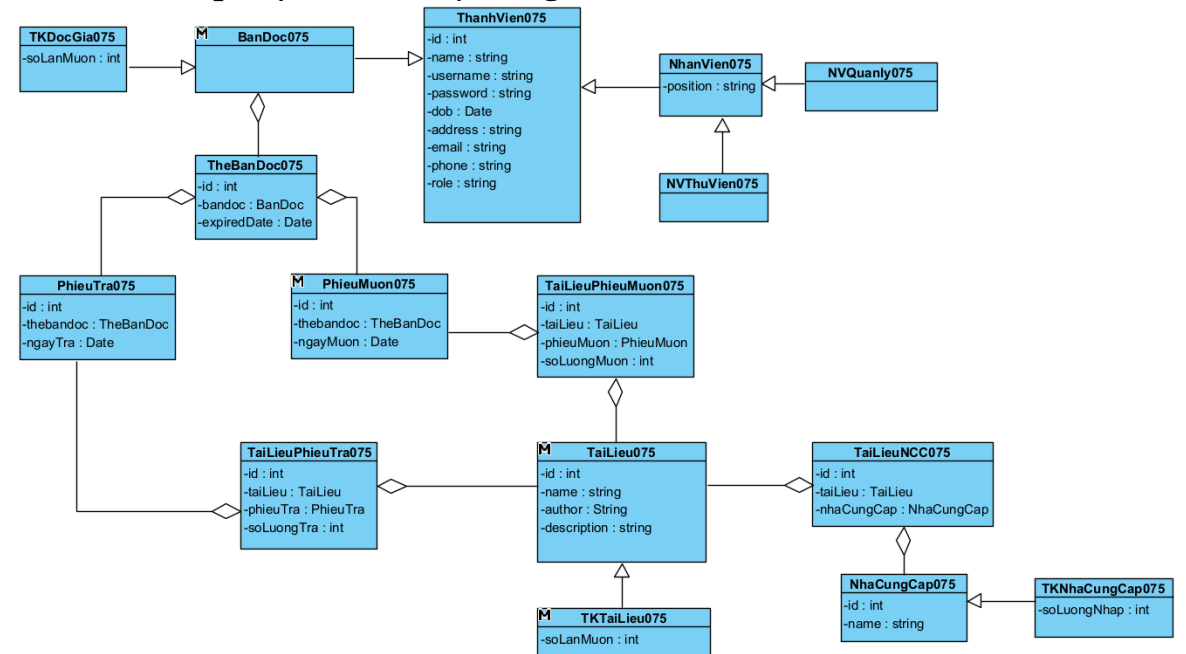 TKDocGia075
-soLanMuon : int
M
BanDoc075
ThanhVien075
-id : int
-name : string
-username : string
-password : string
-dob : Date
-address : string
-email : string
-phone : string
-role : string
NhanVien075
-position : string
NVQuanly075
NVThuVien075
TheBanDoc075
-id : int
-bandoc : BanDoc
-expiredDate : Date
PhieuTra075
-id : int
-thebandoc : TheBanDoc
-ngayTra : Date
M
PhieuMuon075
-id : int
-thebandoc : TheBanDoc
-ngayMuon : Date
TaiLieuPhieuMuon075
-id : int
-taiLieu : TaiLieu
-phieuMuon : PhieuMuon
-soLuongMuon : int
TaiLieuPhieuTra075
-id : int
-taiLieu : TaiLieu
-phieuTra : PhieuTra
-soLuongTra : int
M
TaiLieu075
-id : int
-name : string
-author : String
-description : string
TaiLieuNCC075
-id : int
-taiLieu : TaiLieu
-nhaCungCap : NhaCungCap
NhaCungCap075
-id : int
-name : string
TKNhaCungCap075
-soLuongNhap : int
M
TKTaiLieu075
-soLanMuon : int